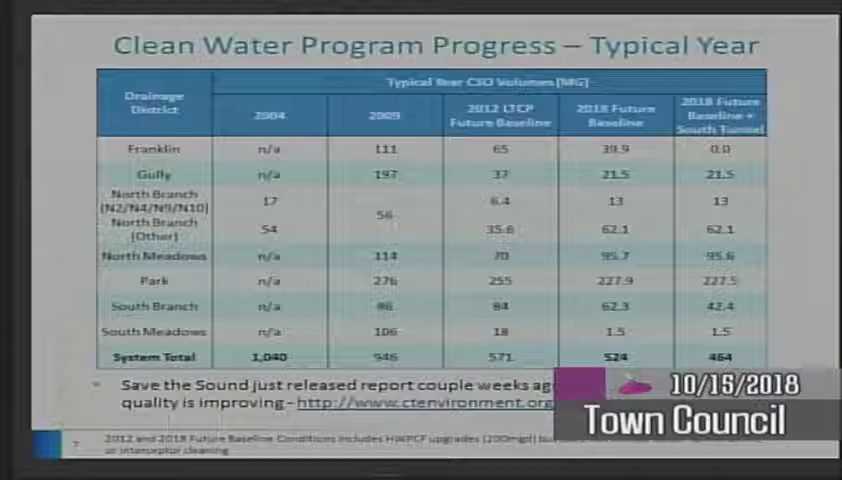 Clean Water Program Progress – Typical Year
Drainage District
Typical Year CSO Volumes (MG)
2004 2009 2012 LTCP Future Baseline 2018 Future Baseline 2018 Future Baseline + South Tunnel
Franklin n/a 111 65 39.9 0.0
Gully n/a 197 37 21.5 21.5
North Branch (N2/N4/N9/N10) 17 56 6.4 13 13
North Branch (Other) 54 35.6 62.1 62.1
North Meadows n/a 114 70 95.7 95.6
Park n/a 276 255 227.9 227.5
South Branch n/a 86 84 62.3 42.4
South Meadows n/a 106 18 1.5 1.5
System Total 1,040 946 571 524 464
Save the Sound just released report couple weeks ag
quality is improving - http://www.ctenvironment.org
7
2012 and 2018 Future Baseline Conditions includes HWPCF upgrades (200mgd)
or interceptor cleaning
10/15/2018
Town Council